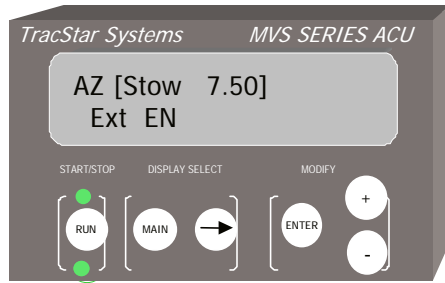 TracStar Systems MVS SERIES ACU
AZ [Stow 7.50]
Ext EN
START/STOP DISPLAY SELECT MODIFY
RUN MAIN ENTER +
-